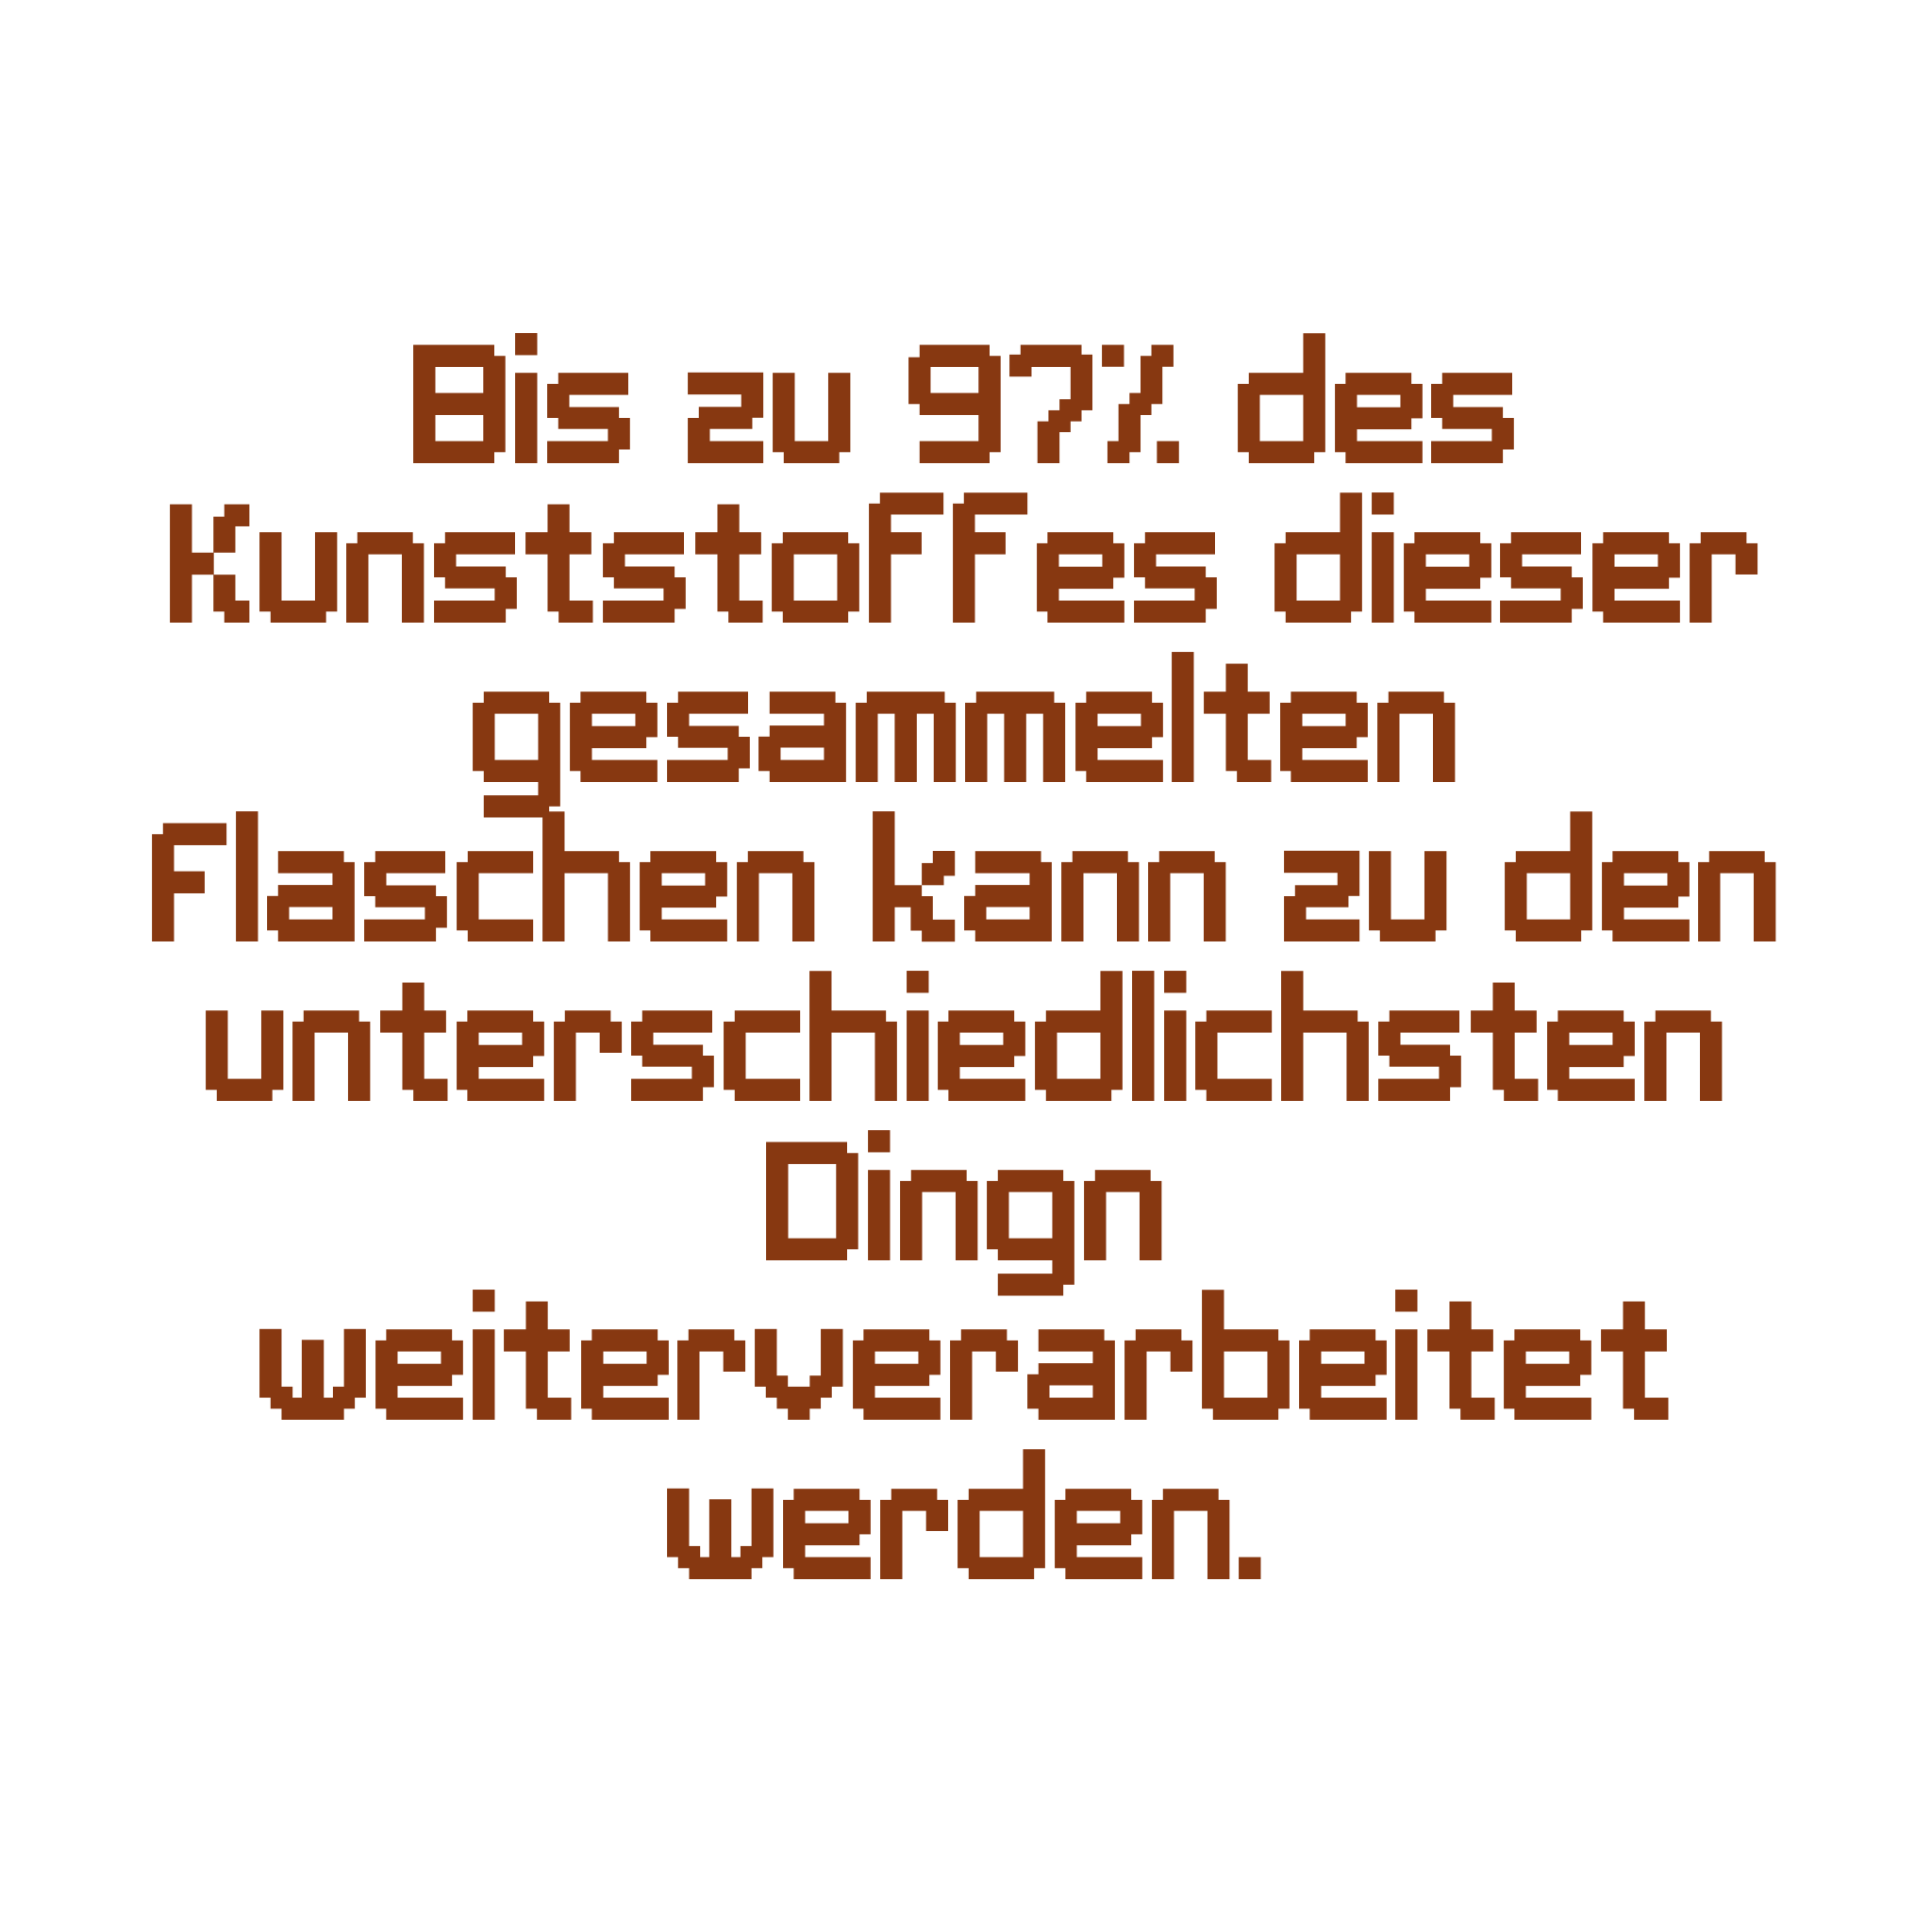 Bis zu 97% des
Kunststoffes dieser
gesammelten
Flaschen kann zu den
unterschiedlichsten
Dingn
weiterverarbeitet
werden.